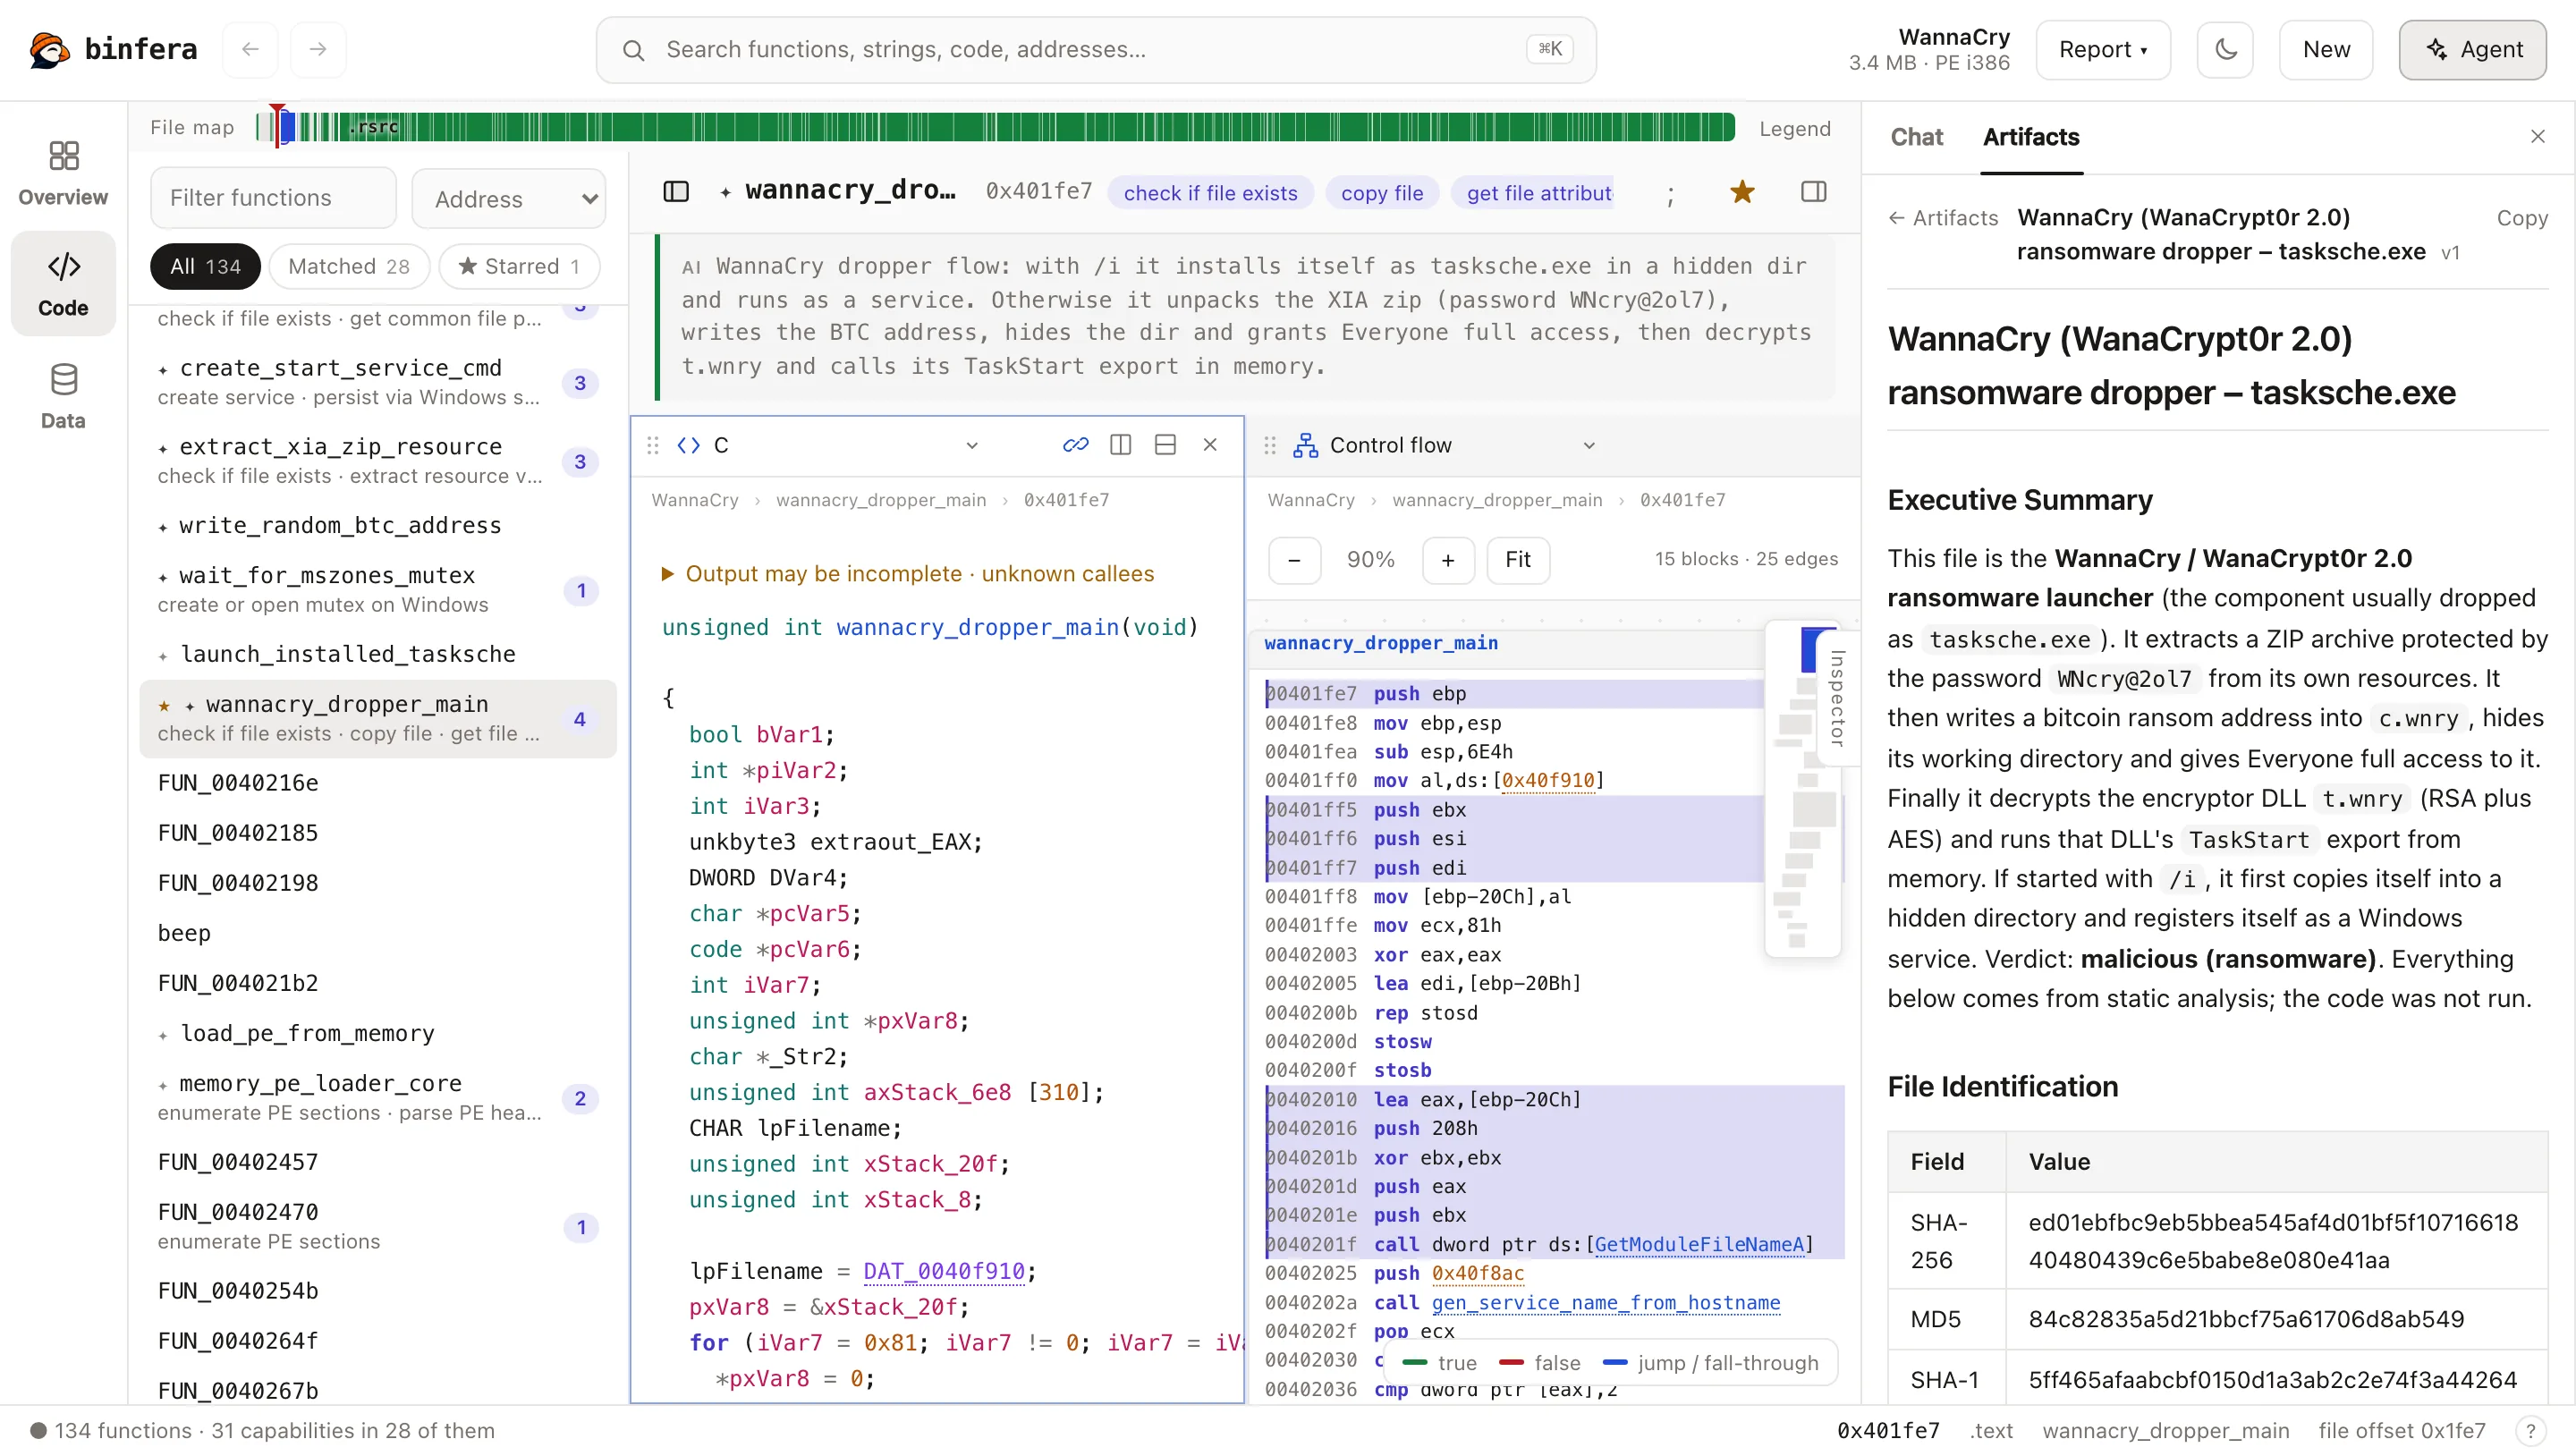 binfera
Search functions, strings, code, addresses...
⌘K
WannaCry
3.4 MB · PE i386
Report ▾
New
Agent
Overview
Code
Data
File map
.rsrc
Legend
Filter functions
Address
All 134
Matched 28
★ Starred 1
check if file exists · get common file p...
create_start_service_cmd
create service · persist via Windows s...
3
extract_xia_zip_resource
check if file exists · extract resource v...
3
write_random_btc_address
wait_for_mszones_mutex
create or open mutex on Windows
1
launch_installed_tasksche
wannacry_dropper_main
check if file exists · copy file · get file ...
4
FUN_0040216e
FUN_00402185
FUN_00402198
beep
FUN_004021b2
load_pe_from_memory
memory_pe_loader_core
enumerate PE sections · parse PE hea...
2
FUN_00402457
FUN_00402470
enumerate PE sections
1
FUN_0040254b
FUN_0040264f
FUN_0040267b
wannacry_dro... 0x401fe7 check if file exists copy file get file attribut ;
AI WannaCry dropper flow: with /i it installs itself as tasksche.exe in a hidden dir
and runs as a service. Otherwise it unpacks the XIA zip (password WNcry@2ol7),
writes the BTC address, hides the dir and grants Everyone full access, then decrypts
t.wnry and calls its TaskStart export in memory.
C
WannaCry › wannacry_dropper_main › 0x401fe7
▶ Output may be incomplete · unknown callees
unsigned int wannacry_dropper_main(void)
{
bool bVar1;
int *piVar2;
int iVar3;
unkbyte3 extraout_EAX;
DWORD DVar4;
char *pcVar5;
code *pcVar6;
int iVar7;
unsigned int *pxVar8;
char *_Str2;
unsigned int axStack_6e8 [310];
CHAR lpFilename;
unsigned int xStack_20f;
unsigned int xStack_8;
lpFilename = DAT_0040f910;
pxVar8 = &xStack_20f;
for (iVar7 = 0x81; iVar7 != 0; iVar7 = iVa
*pxVar8 = 0;
Control flow
WannaCry › wannacry_dropper_main › 0x401fe7
− 90% + Fit
15 blocks · 25 edges
wannacry_dropper_main
Inspector
00401fe7 push ebp
00401fe8 mov ebp,esp
00401fea sub esp,6E4h
00401ff0 mov al,ds:[0x40f910]
00401ff5 push ebx
00401ff6 push esi
00401ff7 push edi
00401ff8 mov [ebp-20Ch],al
00401ffe mov ecx,81h
00402003 xor eax,eax
00402005 lea edi,[ebp-20Bh]
0040200b rep stosd
0040200d stosw
0040200f stosb
00402010 lea eax,[ebp-20Ch]
00402016 push 208h
0040201b xor ebx,ebx
0040201d push eax
0040201e push ebx
0040201f call dword ptr ds:[GetModuleFileNameA]
00402025 push 0x40f8ac
0040202a call gen_service_name_from_hostname
0040202f pop ecx
00402030 c
00402036 cmp dword ptr [eax],2
true false jump / fall-through
Chat
Artifacts
← Artifacts
WannaCry (WanaCrypt0r 2.0)
ransomware dropper – tasksche.exe v1
Copy
WannaCry (WanaCrypt0r 2.0)
ransomware dropper – tasksche.exe
Executive Summary
This file is the WannaCry / WanaCrypt0r 2.0
ransomware launcher (the component usually dropped
as tasksche.exe ). It extracts a ZIP archive protected by
the password WNcry@2ol7 from its own resources. It
then writes a bitcoin ransom address into c.wnry , hides
its working directory and gives Everyone full access to it.
Finally it decrypts the encryptor DLL t.wnry (RSA plus
AES) and runs that DLL's TaskStart export from
memory. If started with /i , it first copies itself into a
hidden directory and registers itself as a Windows
service. Verdict: malicious (ransomware). Everything
below comes from static analysis; the code was not run.
File Identification
Field Value
SHA-256 ed01ebfbc9eb5bbea545af4d01bf5f10716618
40480439c6e5babe8e080e41aa
MD5 84c82835a5d21bbcf75a61706d8ab549
SHA-1 5ff465afaabcbf0150d1a3ab2c2e74f3a44264
134 functions · 31 capabilities in 28 of them
0x401fe7 .text wannacry_dropper_main file offset 0x1fe7 ?